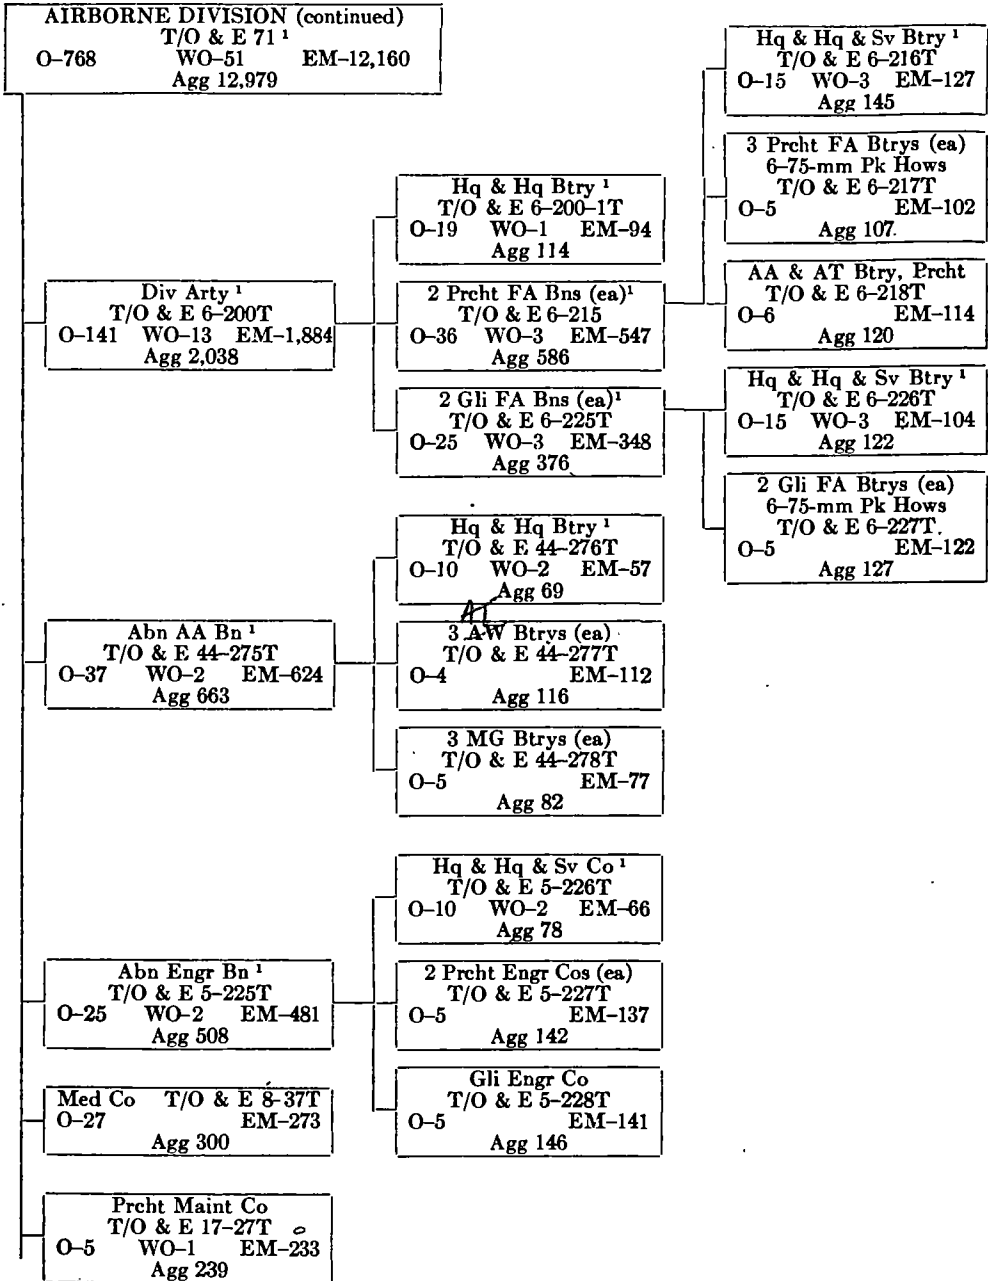 AIRBORNE DIVISION (continued)
T/O & E 71 ¹
O–768 WO–51 EM–12,160
Agg 12,979
Div Arty ¹
T/O & E 6–200T
O–141 WO–13 EM–1,884
Agg 2,038
Hq & Hq Btry ¹
T/O & E 6–200–1T
O–19 WO–1 EM–94
Agg 114
2 Prcht FA Bns (ea)¹
T/O & E 6–215
O–36 WO–3 EM–547
Agg 586
2 Gli FA Bns (ea)¹
T/O & E 6–225T
O–25 WO–3 EM–348
Agg 376
Hq & Hq & Sv Btry ¹
T/O & E 6–216T
O–15 WO–3 EM–127
Agg 145
3 Prcht FA Btrys (ea)
6–75-mm Pk Hows
T/O & E 6–217T
O–5 EM–102
Agg 107
AA & AT Btry, Prcht
T/O & E 6–218T
O–6 EM–114
Agg 120
Hq & Hq & Sv Btry ¹
T/O & E 6–226T
O–15 WO–3 EM–104
Agg 122
2 Gli FA Btrys (ea)
6–75-mm Pk Hows
T/O & E 6–227T
O–5 EM–122
Agg 127
Abn AA Bn ¹
T/O & E 44–275T
O–37 WO–2 EM–624
Agg 663
Hq & Hq Btry ¹
T/O & E 44–276T
O–10 WO–2 EM–57
Agg 69
AT
3 AW Btrys (ea)
T/O & E 44–277T
O–4 EM–112
Agg 116
3 MG Btrys (ea)
T/O & E 44–278T
O–5 EM–77
Agg 82
Abn Engr Bn ¹
T/O & E 5–225T
O–25 WO–2 EM–481
Agg 508
Hq & Hq & Sv Co ¹
T/O & E 5–226T
O–10 WO–2 EM–66
Agg 78
2 Prcht Engr Cos (ea)
T/O & E 5–227T
O–5 EM–137
Agg 142
Gli Engr Co
T/O & E 5–228T
O–5 EM–141
Agg 146
Med Co T/O & E 8–37T
O–27 EM–273
Agg 300
Prcht Maint Co
T/O & E 17–27T
O–5 WO–1 EM–233
Agg 239